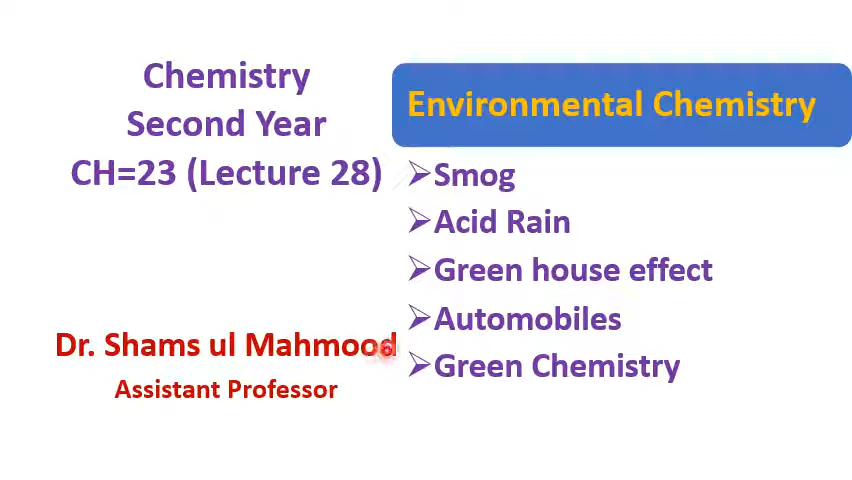 Chemistry
Second Year
CH=23 (Lecture 28)
Dr. Shams ul Mahmood
Assistant Professor
Environmental Chemistry
➢Smog
➢Acid Rain
➢Green house effect
➢Automobiles
➢Green Chemistry